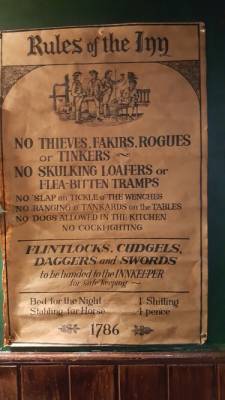 Rules of the Inn
NO THIEVES, FAKIRS, ROGUES
or TINKERS ~
NO SKULKING LOAFERS or
FLEA-BITTEN TRAMPS
NO 'SLAP an TICKLE' o' THE WENCHES
NO BANGING o' TANKARDS on the TABLES
NO DOGS ALLOWED IN THE KITCHEN
NO COCKFIGHTING
FLINTLOCKS, CUDGELS,
DAGGERS and SWORDS
to be handed to the INNKEEPER
for safe keeping ~
Bed for the Night 1 Shilling
Stabling for Horse 4 pence
1786